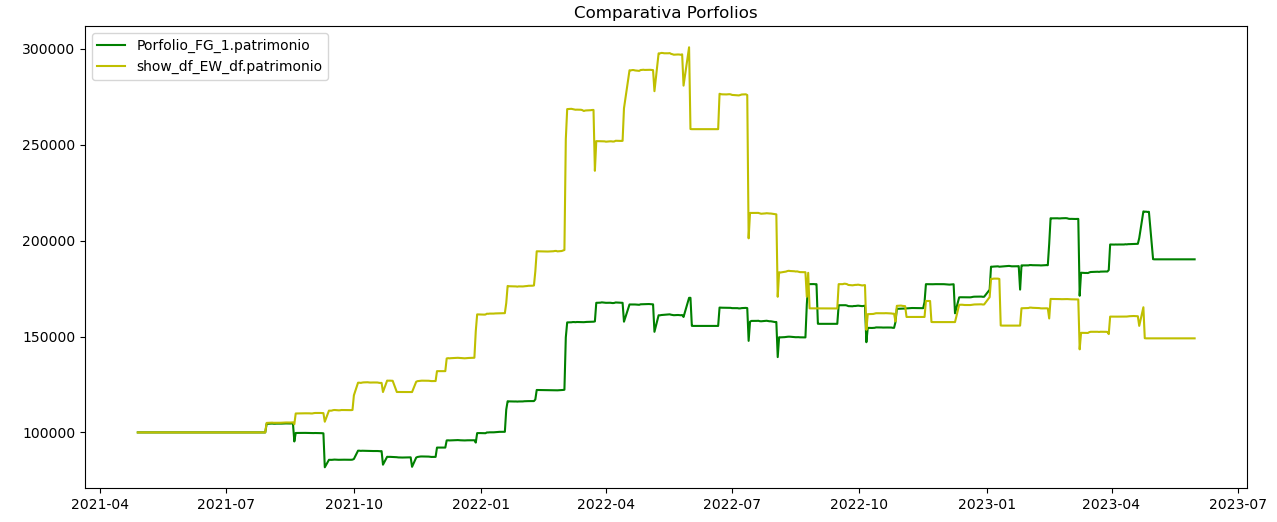 Comparativa Porfolios
Porfolio_FG_1.patrimonio
show_df_EW_df.patrimonio
300000
250000
200000
150000
100000
2021-04 2021-07 2021-10 2022-01 2022-04 2022-07 2022-10 2023-01 2023-04 2023-07